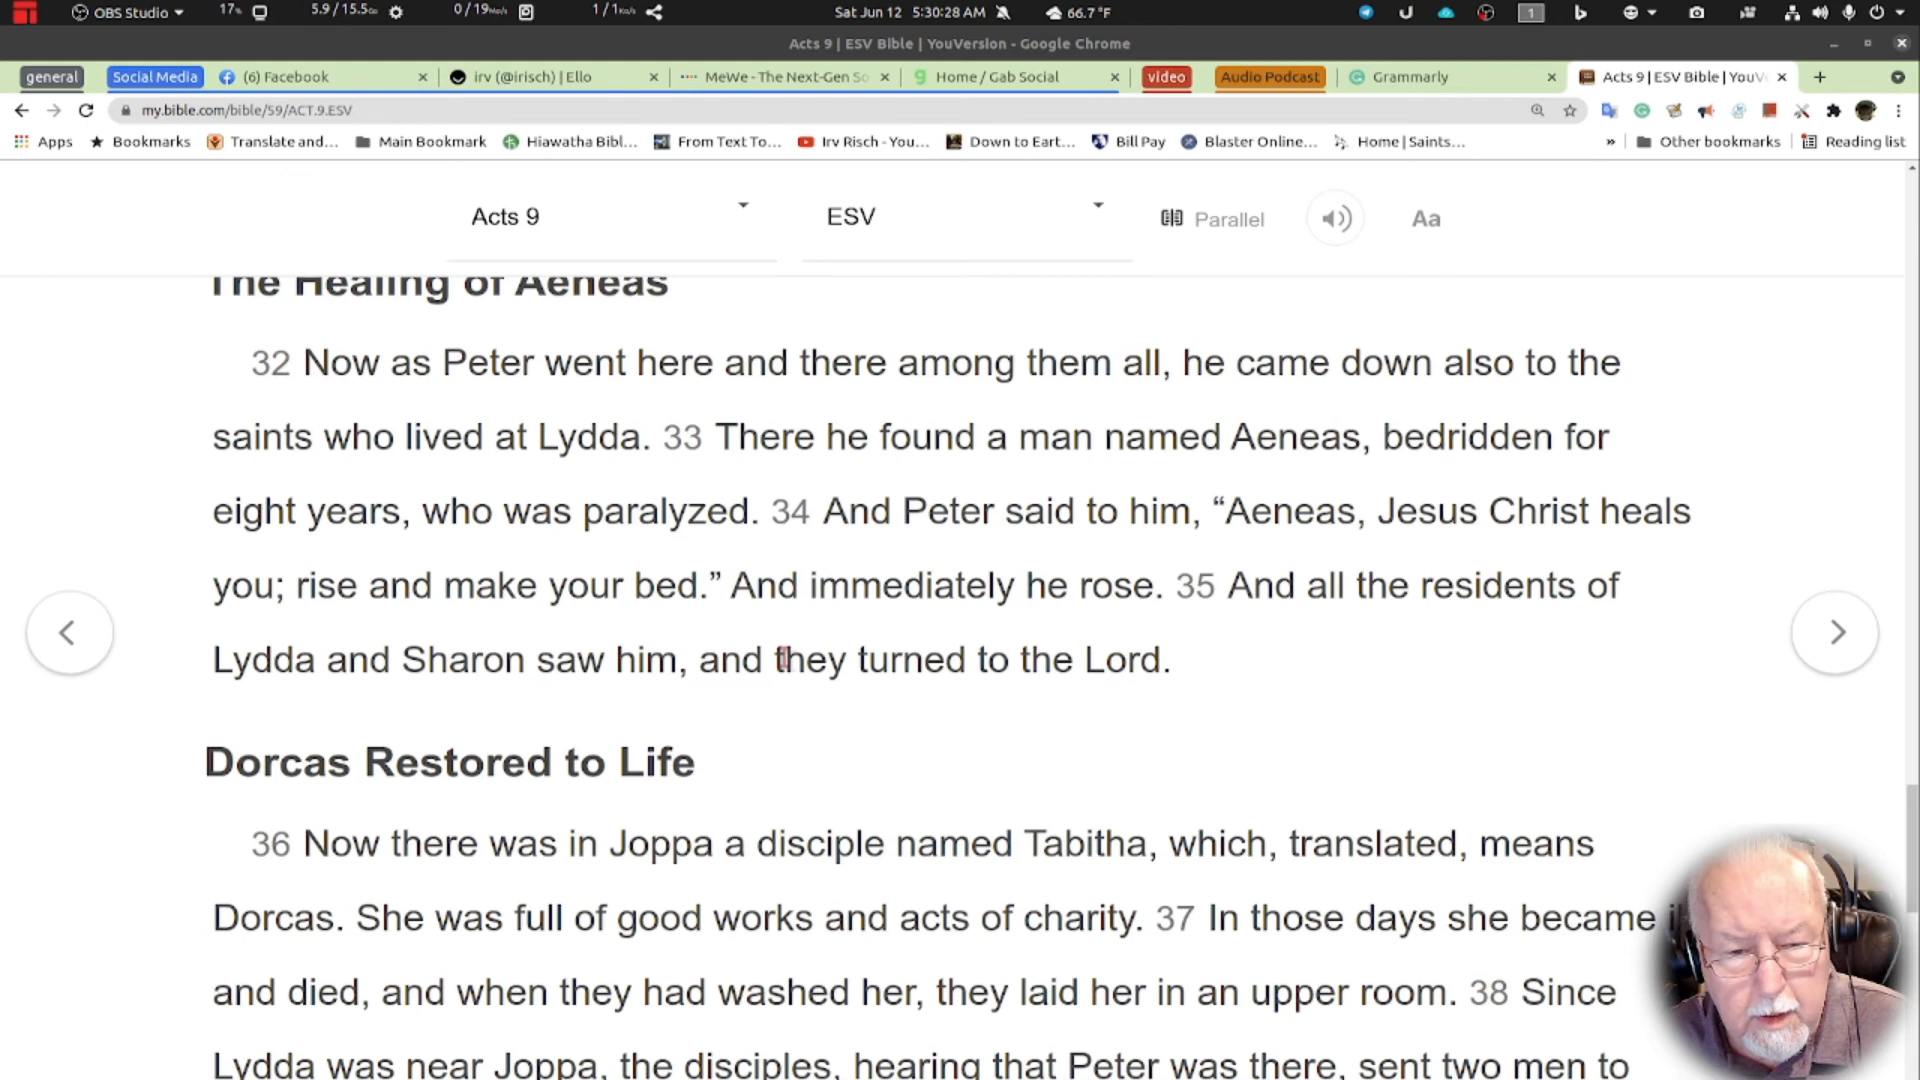 OBS Studio 17% 5.9 / 15.5 0 / 19 1 / 1 Sat Jun 12 5:30:28 AM 66.7 °F 1
Acts 9 | ESV Bible | YouVersion - Google Chrome
general Social Media (6) Facebook irv (@irisch) | Ello MeWe - The Next-Gen So Home / Gab Social video Audio Podcast Grammarly Acts 9 | ESV Bible | YouV
my.bible.com/bible/59/ACT.9.ESV
Apps Bookmarks Translate and... Main Bookmark Hiawatha Bibl... From Text To... Irv Risch - You... Down to Eart... Bill Pay Blaster Online... Home | Saints... » Other bookmarks Reading list
Acts 9 ESV Parallel Aa
The Healing of Aeneas
32 Now as Peter went here and there among them all, he came down also to the
saints who lived at Lydda. 33 There he found a man named Aeneas, bedridden for
eight years, who was paralyzed. 34 And Peter said to him, “Aeneas, Jesus Christ heals
you; rise and make your bed.” And immediately he rose. 35 And all the residents of
Lydda and Sharon saw him, and they turned to the Lord.
Dorcas Restored to Life
36 Now there was in Joppa a disciple named Tabitha, which, translated, means
Dorcas. She was full of good works and acts of charity. 37 In those days she became
and died, and when they had washed her, they laid her in an upper room. 38 Since
Lydda was near Joppa, the disciples, hearing that Peter was there, sent two men to